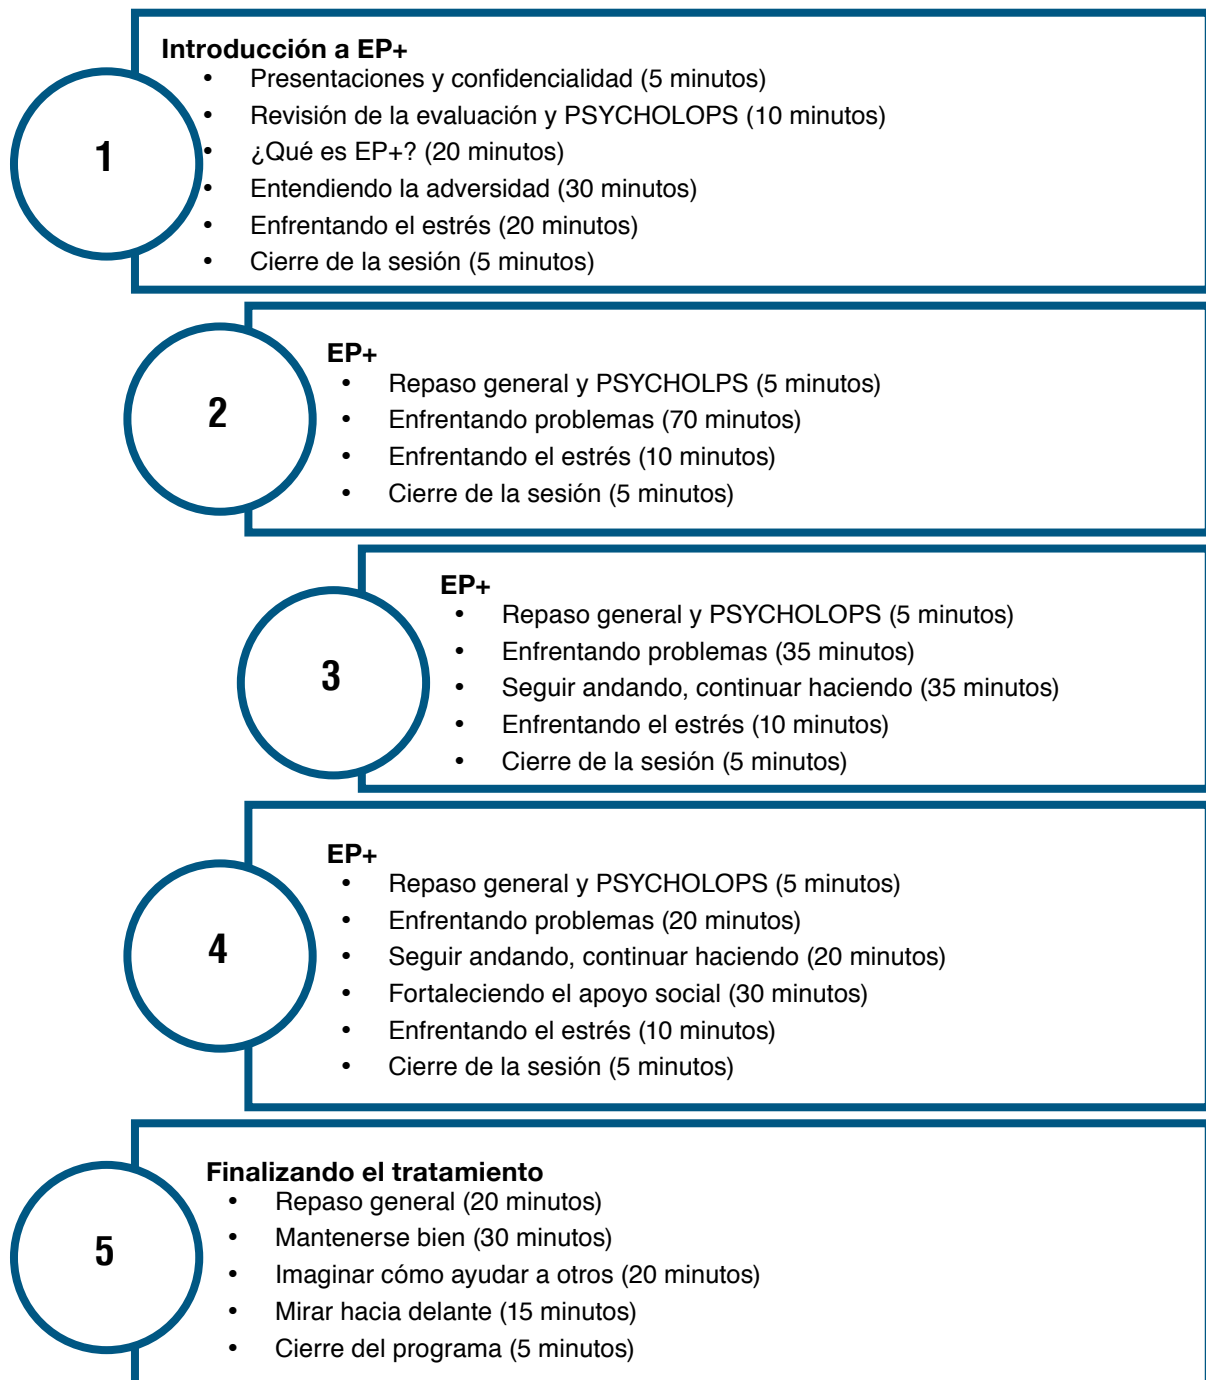 1
Introducción a EP+
• Presentaciones y confidencialidad (5 minutos)
• Revisión de la evaluación y PSYCHOLOPS (10 minutos)
• ¿Qué es EP+? (20 minutos)
• Entendiendo la adversidad (30 minutos)
• Enfrentando el estrés (20 minutos)
• Cierre de la sesión (5 minutos)
2
EP+
• Repaso general y PSYCHOLPS (5 minutos)
• Enfrentando problemas (70 minutos)
• Enfrentando el estrés (10 minutos)
• Cierre de la sesión (5 minutos)
3
EP+
• Repaso general y PSYCHOLOPS (5 minutos)
• Enfrentando problemas (35 minutos)
• Seguir andando, continuar haciendo (35 minutos)
• Enfrentando el estrés (10 minutos)
• Cierre de la sesión (5 minutos)
4
EP+
• Repaso general y PSYCHOLOPS (5 minutos)
• Enfrentando problemas (20 minutos)
• Seguir andando, continuar haciendo (20 minutos)
• Fortaleciendo el apoyo social (30 minutos)
• Enfrentando el estrés (10 minutos)
• Cierre de la sesión (5 minutos)
5
Finalizando el tratamiento
• Repaso general (20 minutos)
• Mantenerse bien (30 minutos)
• Imaginar cómo ayudar a otros (20 minutos)
• Mirar hacia delante (15 minutos)
• Cierre del programa (5 minutos)